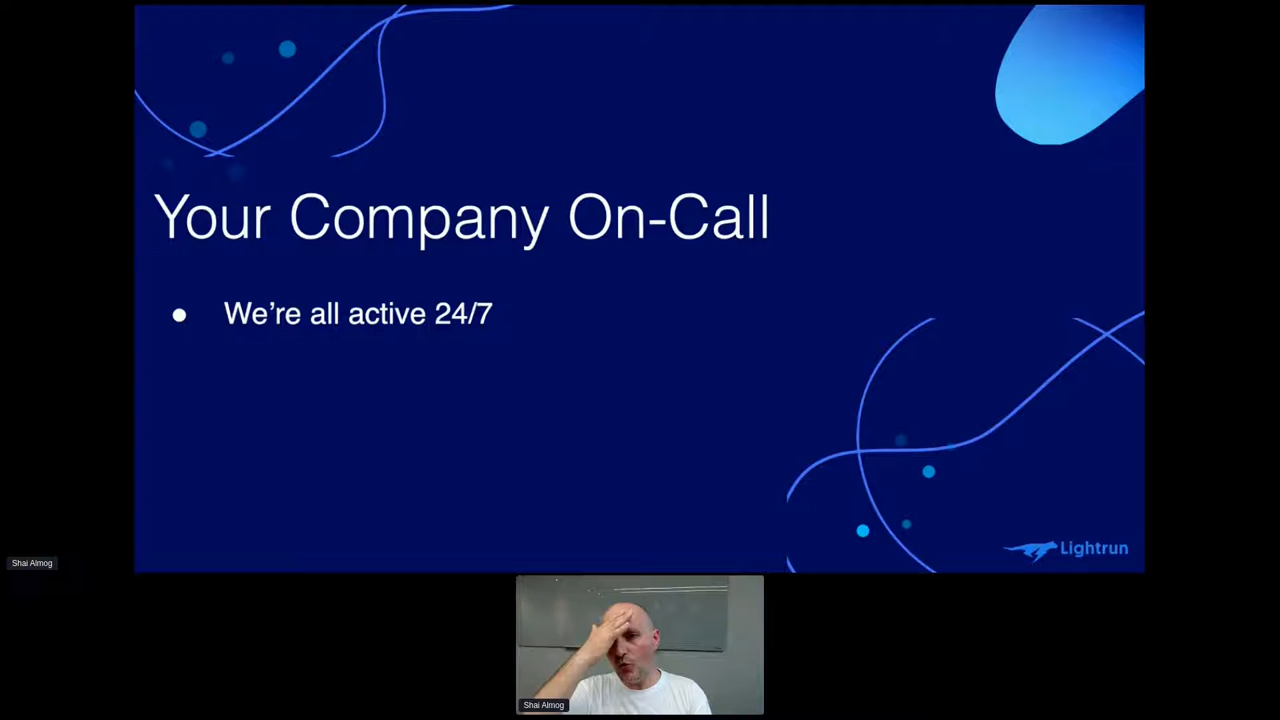 Your Company On-Call
● We're all active 24/7
Lightrun
Shai Almog
Shai Almog